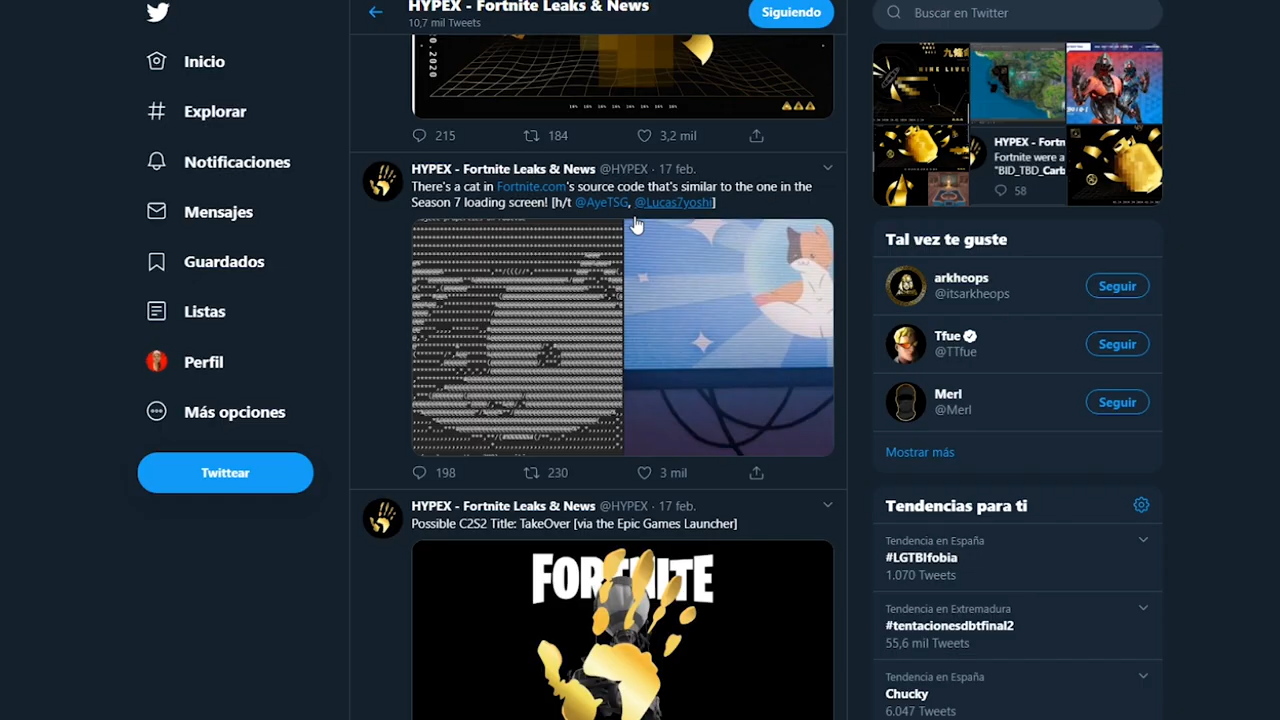 Inicio
Explorar
Notificaciones
Mensajes
Guardados
Listas
Perfil
Más opciones
Twittear
HYPEX - Fortnite Leaks & News
10,7 mil Tweets
Siguiendo
215 184 3,2 mil
HYPEX - Fortnite Leaks & News @HYPEX · 17 feb.
There's a cat in Fortnite.com's source code that's similar to the one in the
Season 7 loading screen! [h/t @AyeTSG, @Lucas7yoshi]
198 230 3 mil
HYPEX - Fortnite Leaks & News @HYPEX · 17 feb.
Possible C2S2 Title: TakeOver [via the Epic Games Launcher]
FORTNITE
Buscar en Twitter
HYPEX - Fortn
Fortnite were a
"BID_TBD_Carb
58
Tal vez te guste
arkheops
@itsarkheops
Seguir
Tfue
@TTfue
Seguir
Merl
@Merl
Seguir
Mostrar más
Tendencias para ti
Tendencia en España
#LGTBIfobia
1.070 Tweets
Tendencia en Extremadura
#tentacionesdbtfinal2
55,6 mil Tweets
Tendencia en España
Chucky
6.047 Tweets